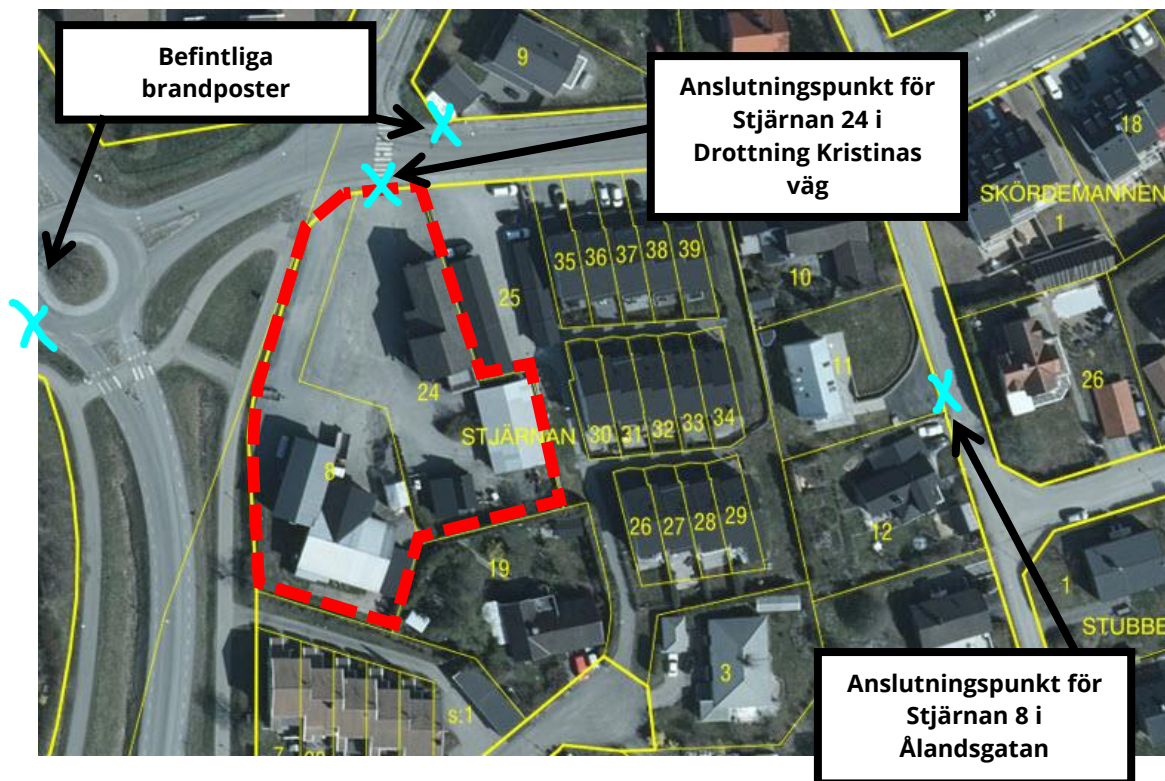 Befintliga
brandposter
9
Anslutningspunkt för
Stjärnan 24 i
Drottning Kristinas
väg
18
SKÖRDEMANNEN
1
35 36 37 38 39
10
25
11
26
24
STJÄRNAN
30 31 32 33 34
8
26 27 28 29
12
19
1
STUBBE
3
s:1
7
Anslutningspunkt för
Stjärnan 8 i
Ålandsgatan